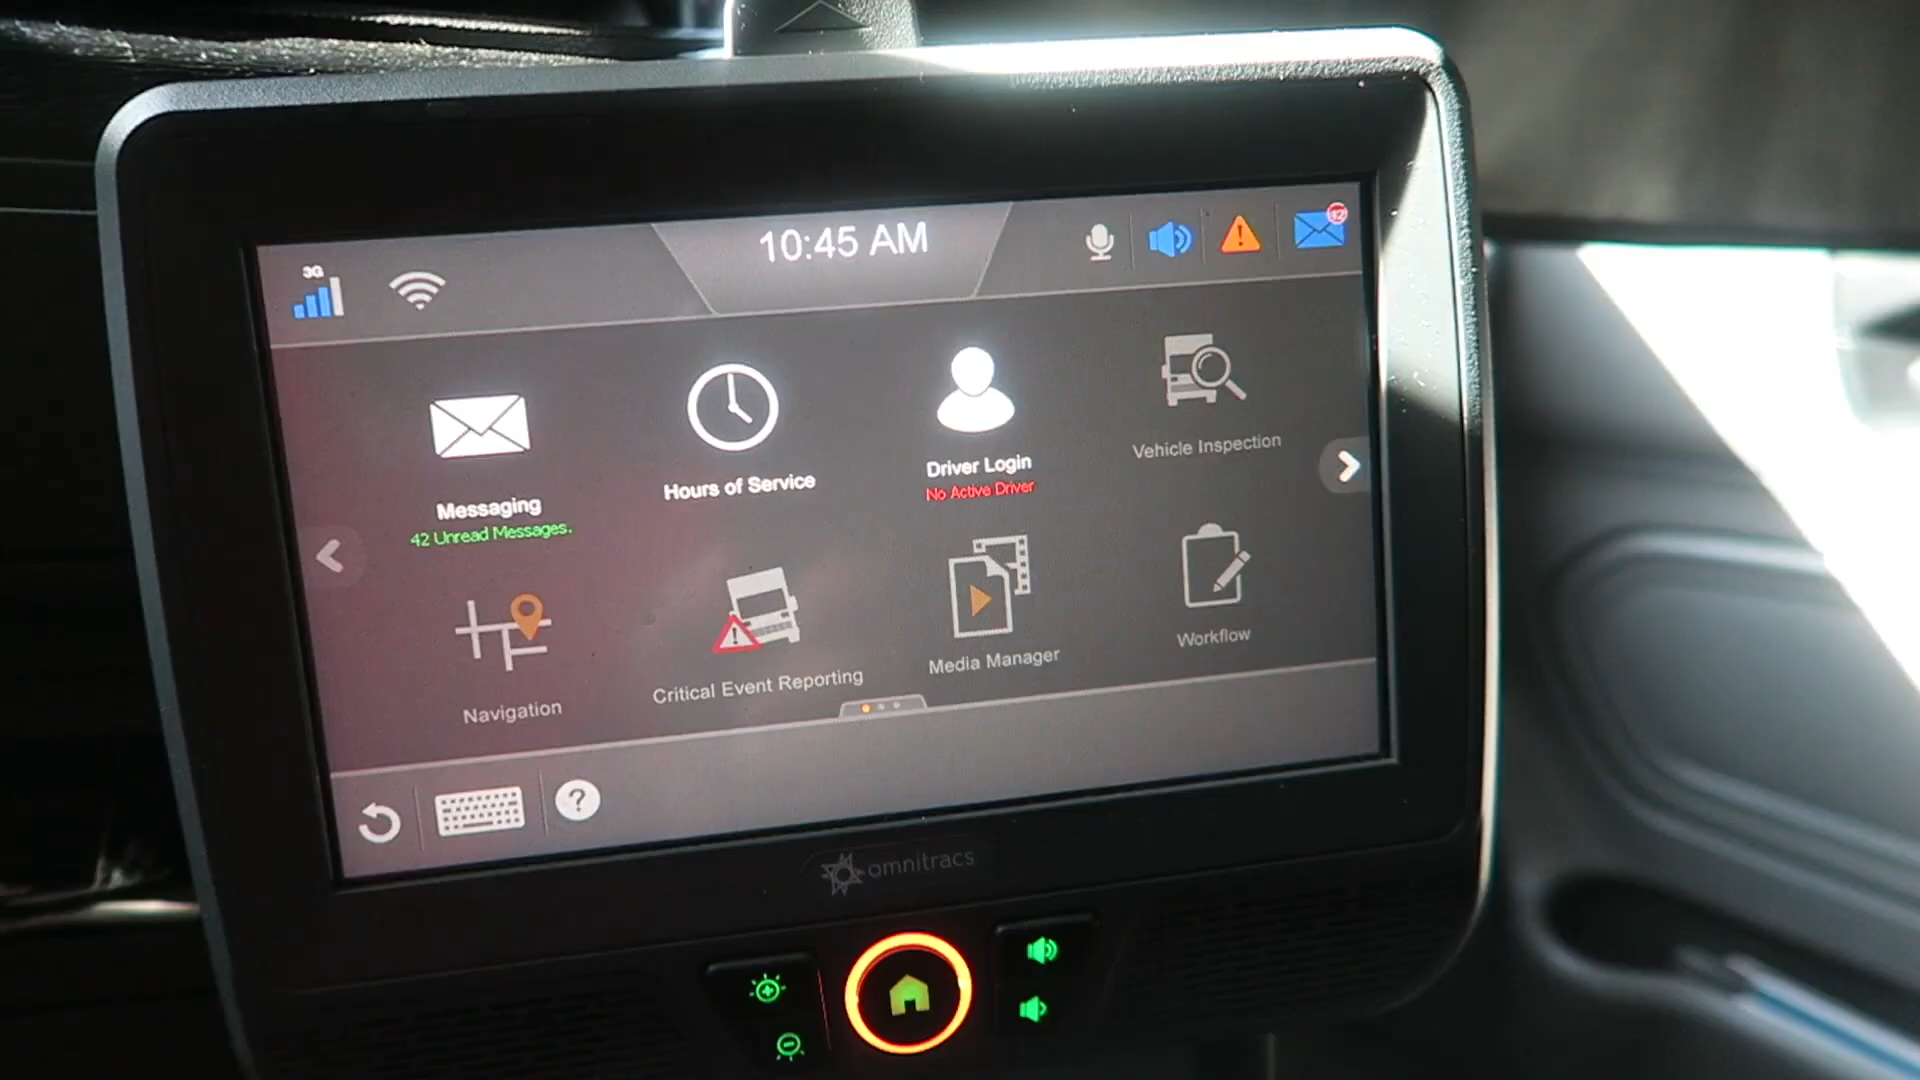 3G
10:45 AM
42
Messaging
42 Unread Messages.
Hours of Service
Driver Login
No Active Driver
Vehicle Inspection
Navigation
Critical Event Reporting
Media Manager
Workflow
?
omnitracs